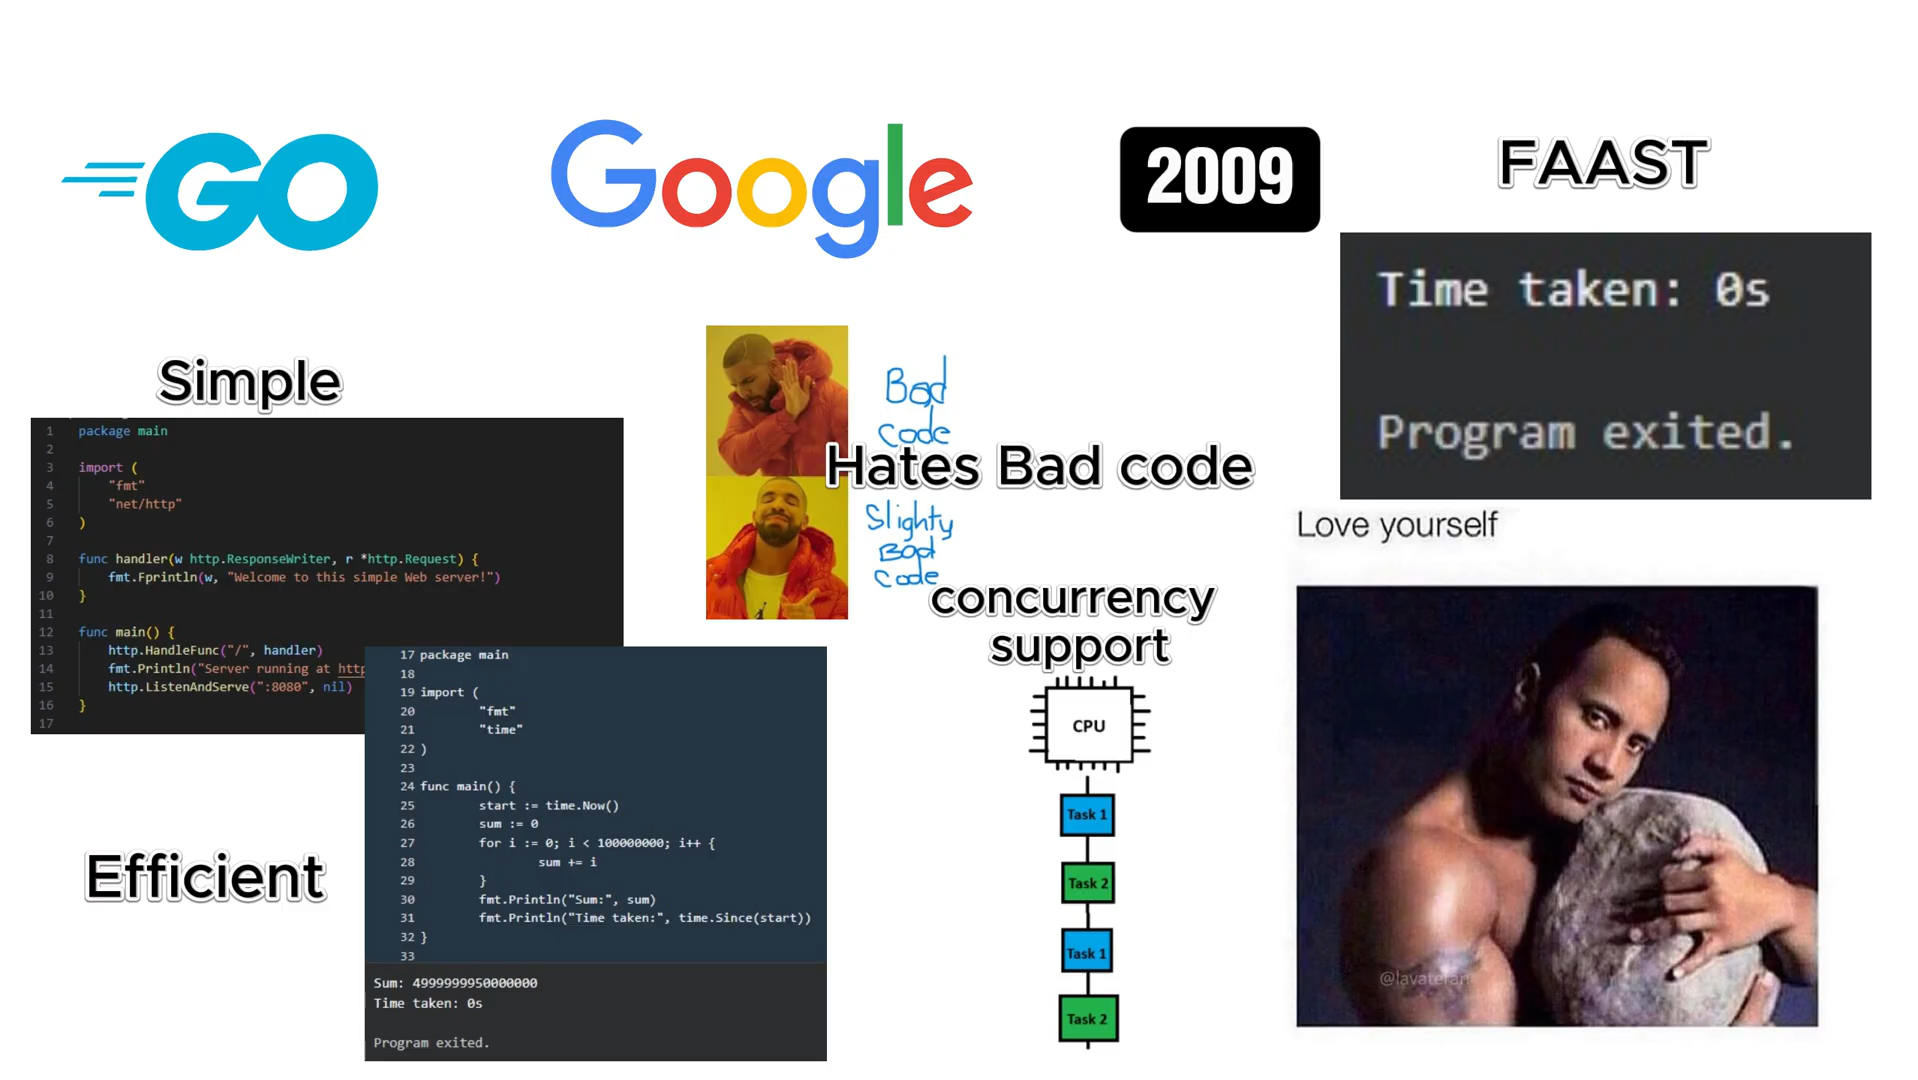 GO
Google
2009
FAAST
Time taken: 0s
Program exited.
Simple
1 package main
2
3 import (
4 "fmt"
5 "net/http"
6 )
7
8 func handler(w http.ResponseWriter, r *http.Request) {
9 fmt.Fprintln(w, "Welcome to this simple Web server!")
10 }
11
12 func main() {
13 http.HandleFunc("/", handler)
14 fmt.Println("Server running at http
15 http.ListenAndServe(":8080", nil)
16 }
17
Bad
code
Hates Bad code
Slighty
Bad
code
concurrency
support
CPU
Task 1
Task 2
Task 1
Task 2
Love yourself
@lavateran
Efficient
17 package main
18
19 import (
20 "fmt"
21 "time"
22 )
23
24 func main() {
25 start := time.Now()
26 sum := 0
27 for i := 0; i < 100000000; i++ {
28 sum += i
29 }
30 fmt.Println("Sum:", sum)
31 fmt.Println("Time taken:", time.Since(start))
32 }
33
Sum: 4999999950000000
Time taken: 0s
Program exited.